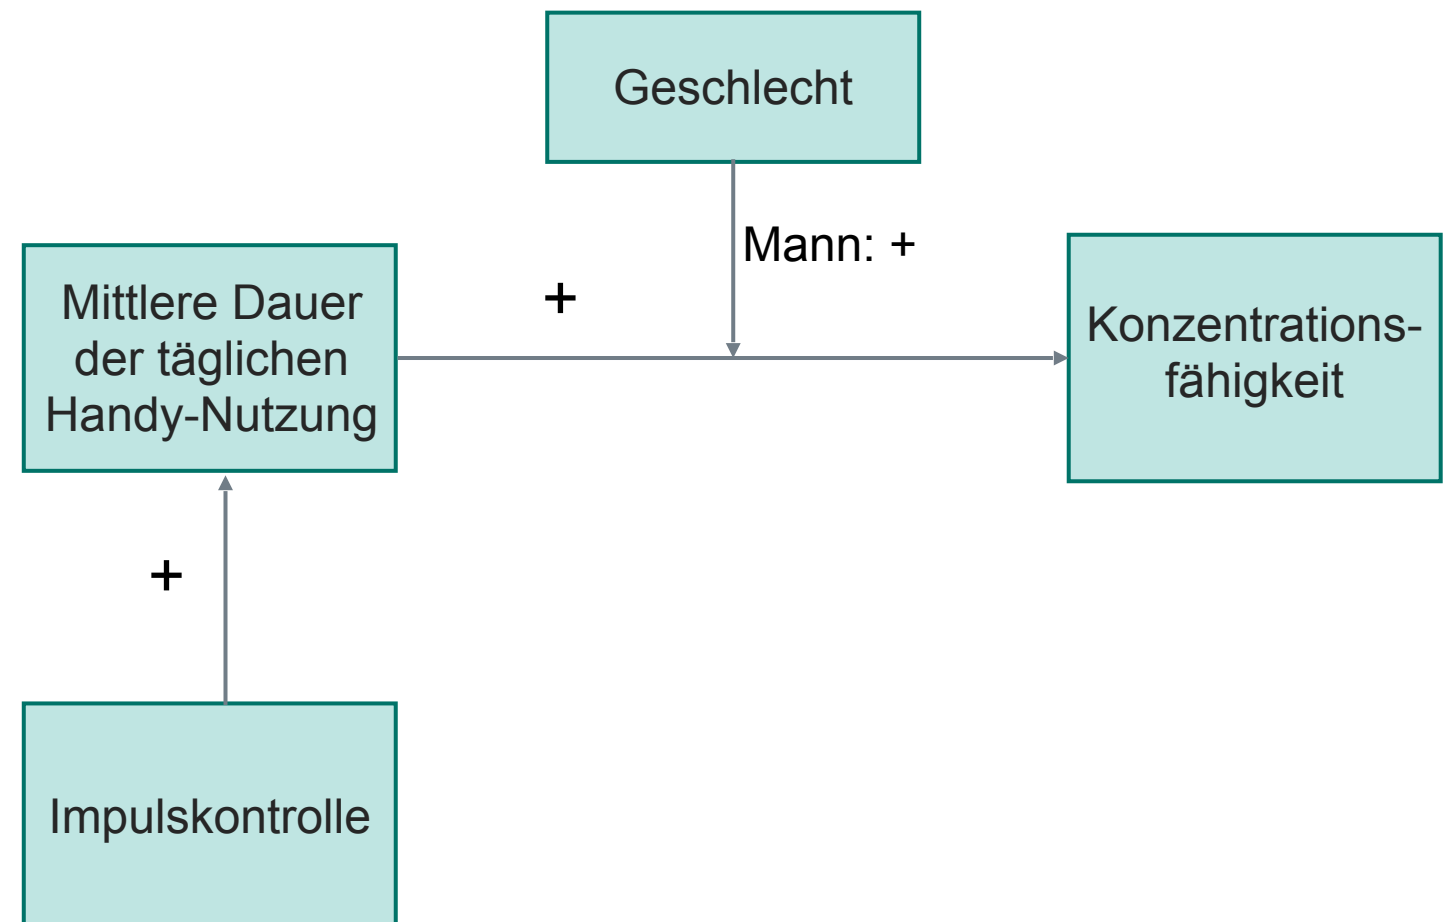 Geschlecht
Mann: +
+
Mittlere Dauer
der täglichen
Handy-Nutzung
Konzentrations-
fähigkeit
+
Impulskontrolle